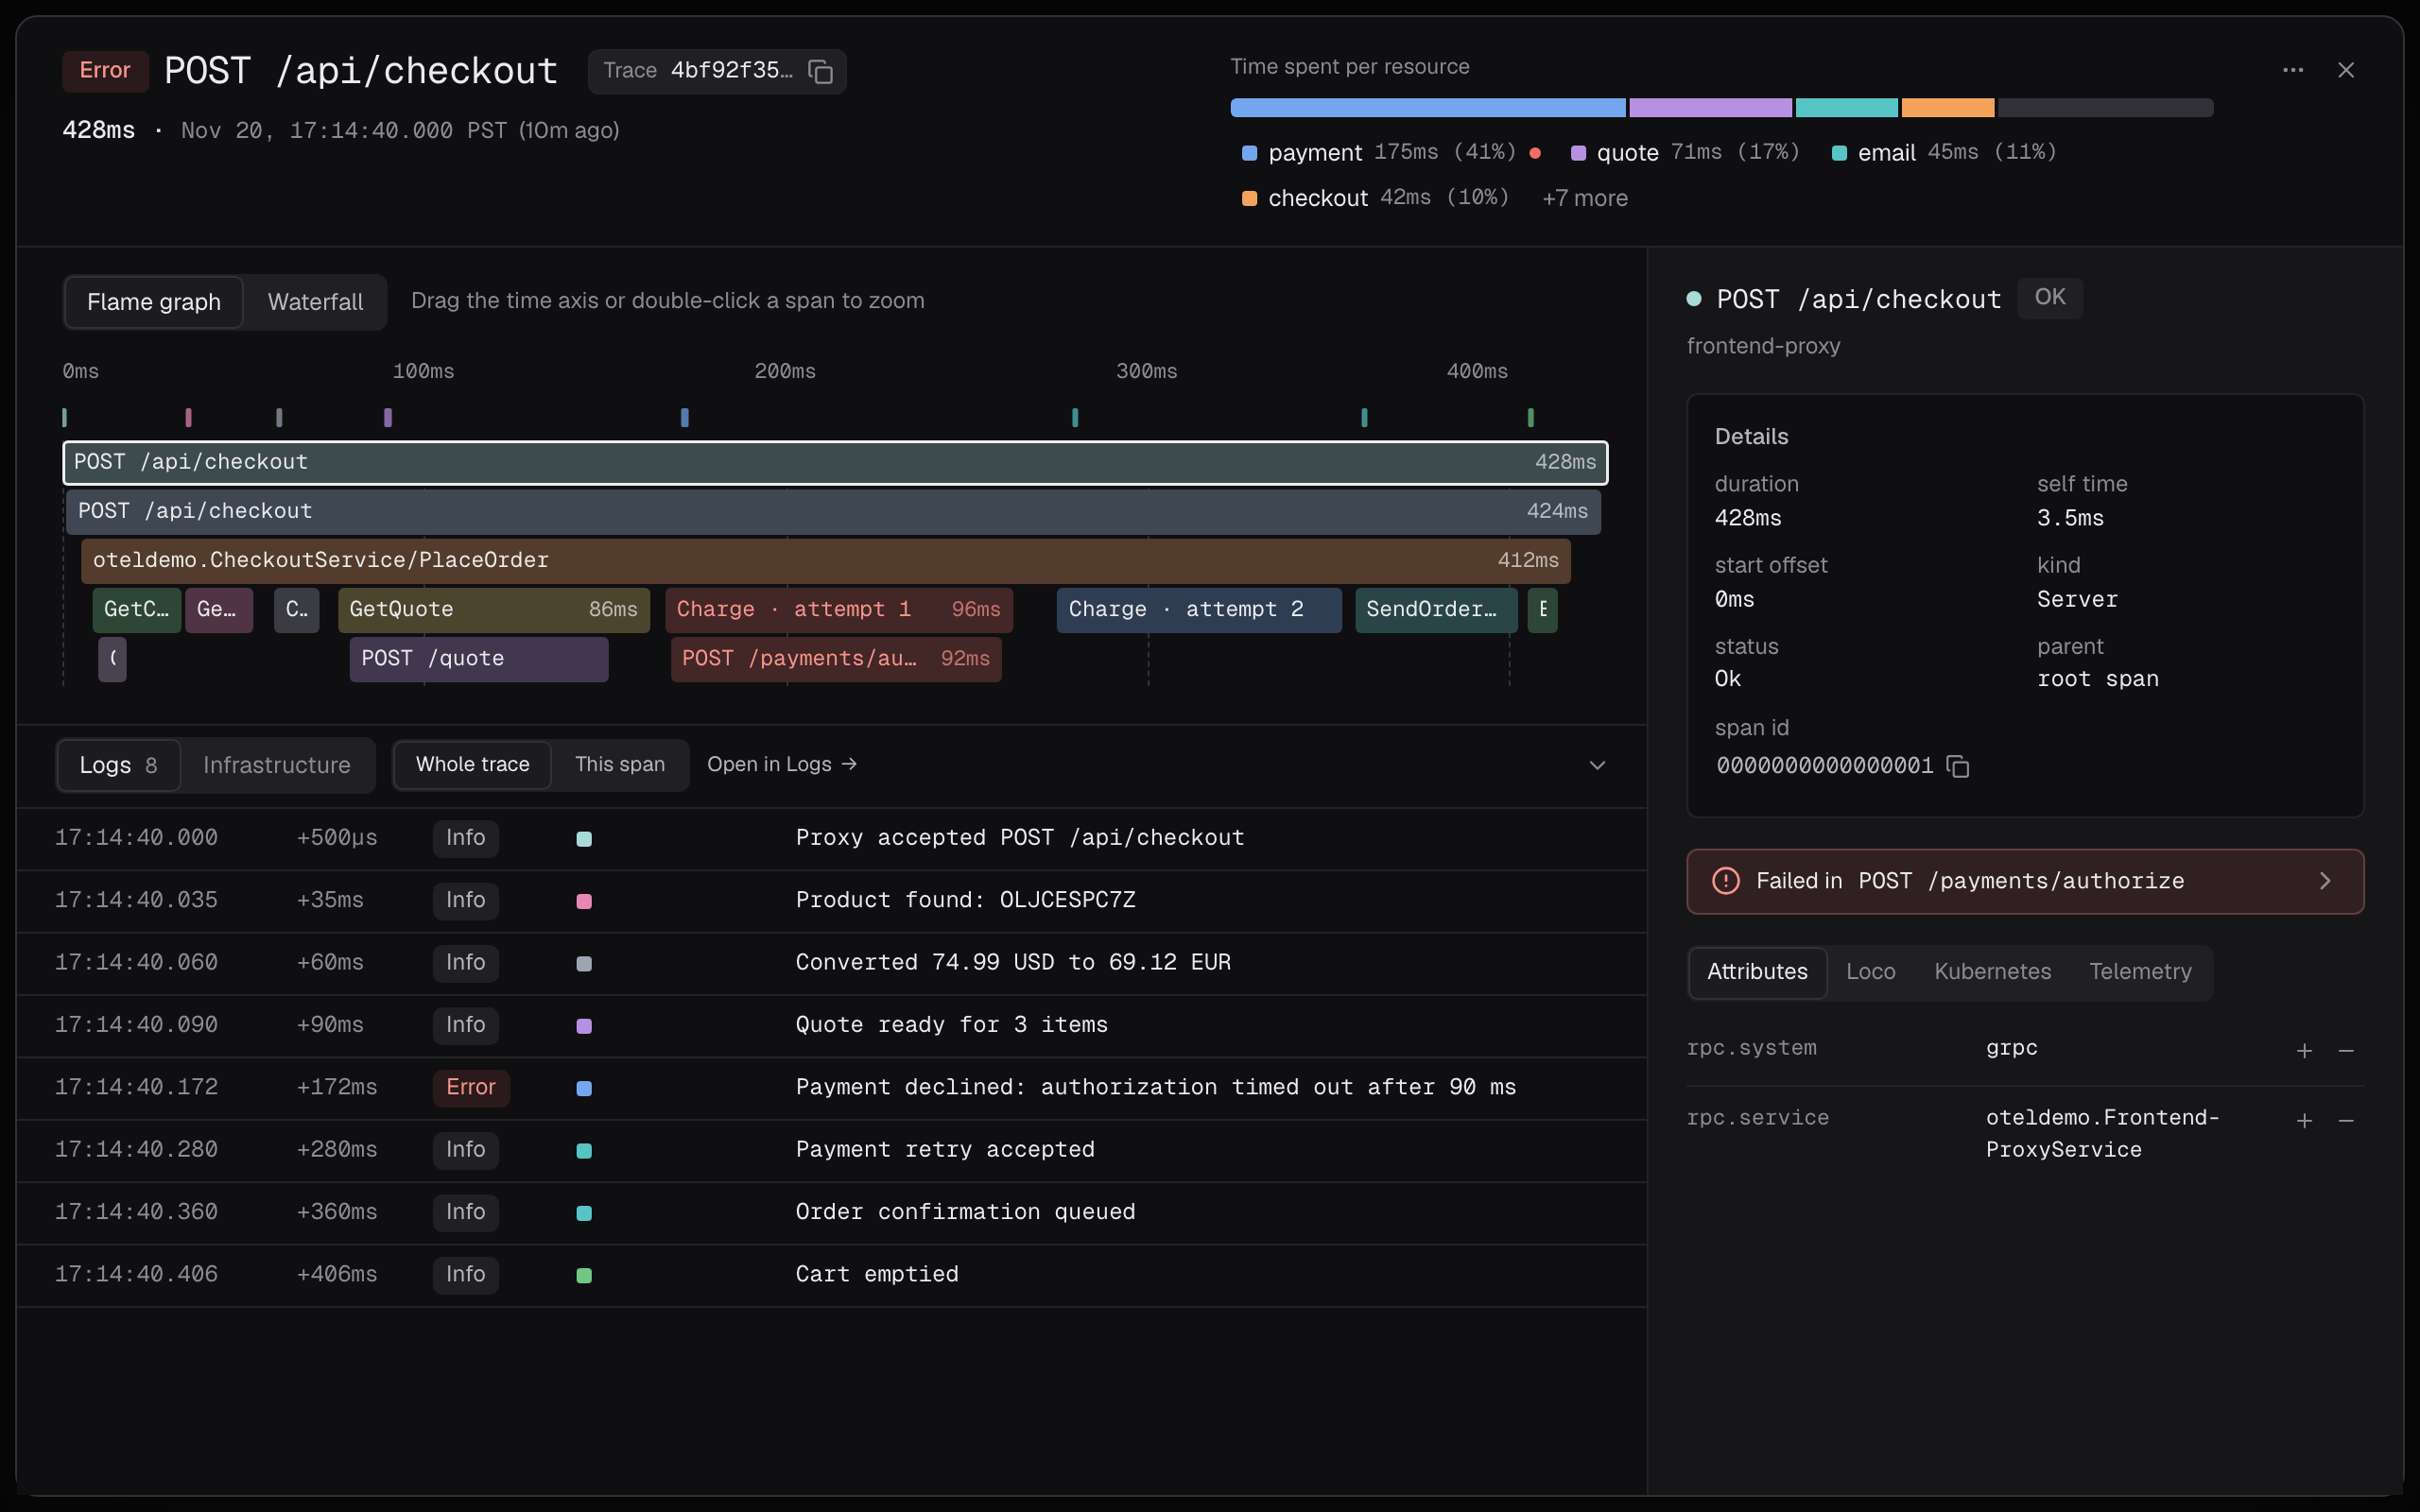 Error POST /api/checkout Trace 4bf92f35…
428ms · Nov 20, 17:14:40.000 PST (10m ago)
Time spent per resource
payment 175ms (41%) quote 71ms (17%) email 45ms (11%)
checkout 42ms (10%) +7 more
Flame graph Waterfall Drag the time axis or double-click a span to zoom
0ms 100ms 200ms 300ms 400ms
POST /api/checkout 428ms
POST /api/checkout 424ms
oteldemo.CheckoutService/PlaceOrder 412ms
GetC… Ge… C… GetQuote 86ms Charge · attempt 1 96ms Charge · attempt 2 SendOrder…
POST /quote POST /payments/au… 92ms
Logs 8 Infrastructure Whole trace This span Open in Logs →
17:14:40.000 +500µs Info Proxy accepted POST /api/checkout
17:14:40.035 +35ms Info Product found: OLJCESPC7Z
17:14:40.060 +60ms Info Converted 74.99 USD to 69.12 EUR
17:14:40.090 +90ms Info Quote ready for 3 items
17:14:40.172 +172ms Error Payment declined: authorization timed out after 90 ms
17:14:40.280 +280ms Info Payment retry accepted
17:14:40.360 +360ms Info Order confirmation queued
17:14:40.406 +406ms Info Cart emptied
POST /api/checkout OK
frontend-proxy
Details
duration self time
428ms 3.5ms
start offset kind
0ms Server
status parent
Ok root span
span id
0000000000000001
Failed in POST /payments/authorize
Attributes Loco Kubernetes Telemetry
rpc.system grpc
rpc.service oteldemo.Frontend-
ProxyService